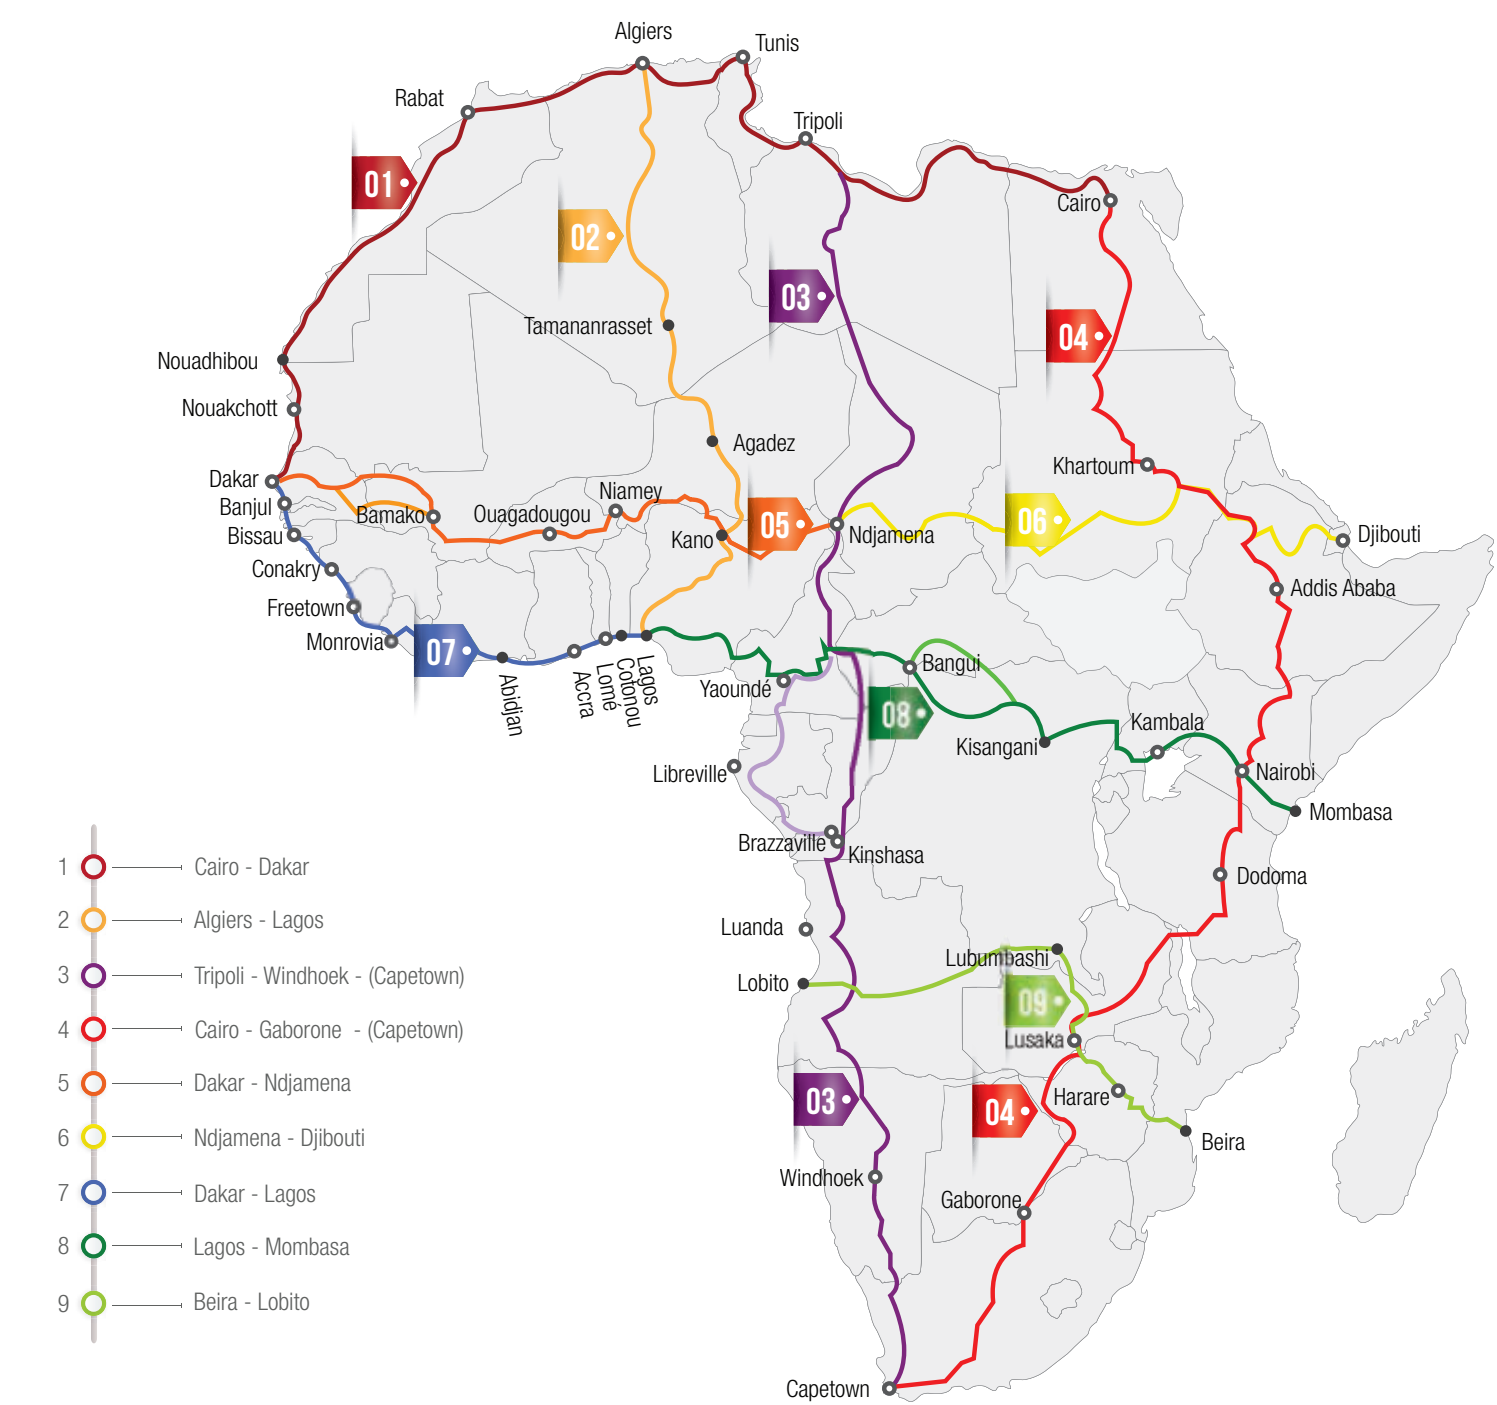 Algiers
Tunis
Rabat
Tripoli
01
Cairo
02
03
04
Tamananrasset
Nouadhibou
Nouakchott
Agadez
Khartoum
Dakar
Niamey
Banjul
Bamako
Ouagadougou
05
06
Bissau
Kano
Ndjamena
Djibouti
Conakry
Addis Ababa
Freetown
Monrovia
07
Bangui
Abidjan
Accra
Lomé
Cotonou
Lagos
Yaoundé
08
Kambala
Kisangani
Libreville
Nairobi
Mombasa
Brazzaville
Kinshasa
Dodoma
Luanda
Lubumbashi
Lobito
09
Lusaka
03
04
Harare
Beira
Windhoek
Gaborone
Capetown
1 Cairo - Dakar
2 Algiers - Lagos
3 Tripoli - Windhoek - (Capetown)
4 Cairo - Gaborone - (Capetown)
5 Dakar - Ndjamena
6 Ndjamena - Djibouti
7 Dakar - Lagos
8 Lagos - Mombasa
9 Beira - Lobito